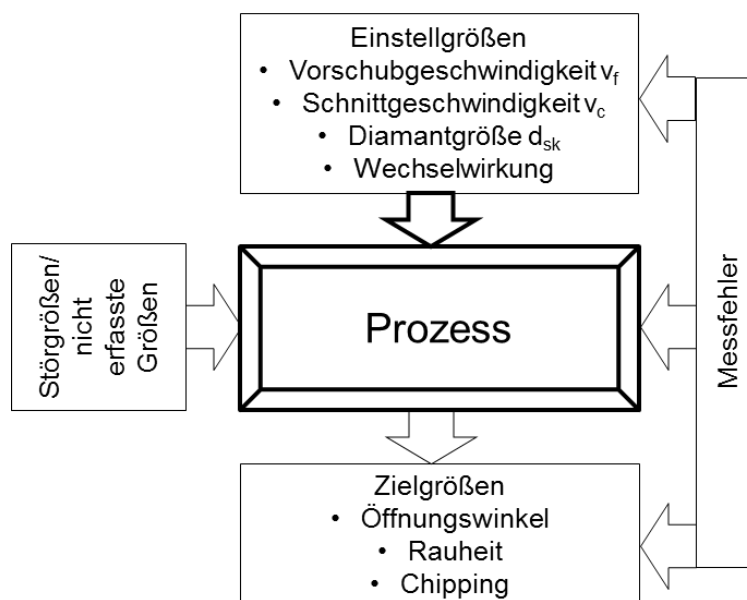 Einstellgrößen
• Vorschubgeschwindigkeit vf
• Schnittgeschwindigkeit vc
• Diamantgröße dsk
• Wechselwirkung
Störgrößen/
nicht
erfasste
Größen
Prozess
Messfehler
Zielgrößen
• Öffnungswinkel
• Rauheit
• Chipping